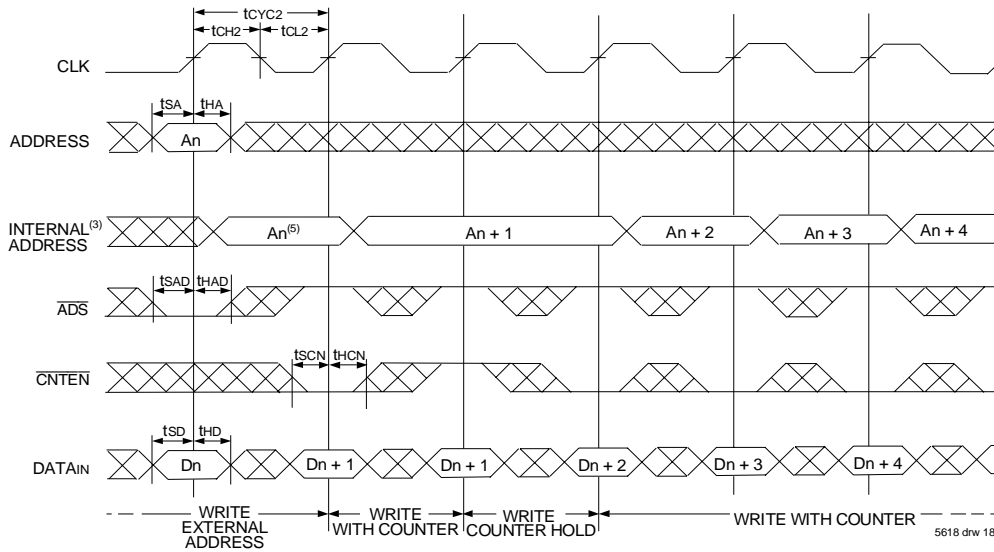 tCYC2
tCH2 tCL2
CLK
tSA tHA
ADDRESS An
INTERNAL(3)
ADDRESS
An(5) An + 1 An + 2 An + 3 An + 4
tSAD tHAD
ADS
tSCN tHCN
CNTEN
tSD tHD
DATAIN Dn Dn + 1 Dn + 1 Dn + 2 Dn + 3 Dn + 4
WRITE
EXTERNAL
ADDRESS
WRITE
WITH COUNTER
WRITE
COUNTER HOLD
WRITE WITH COUNTER
5618 drw 18